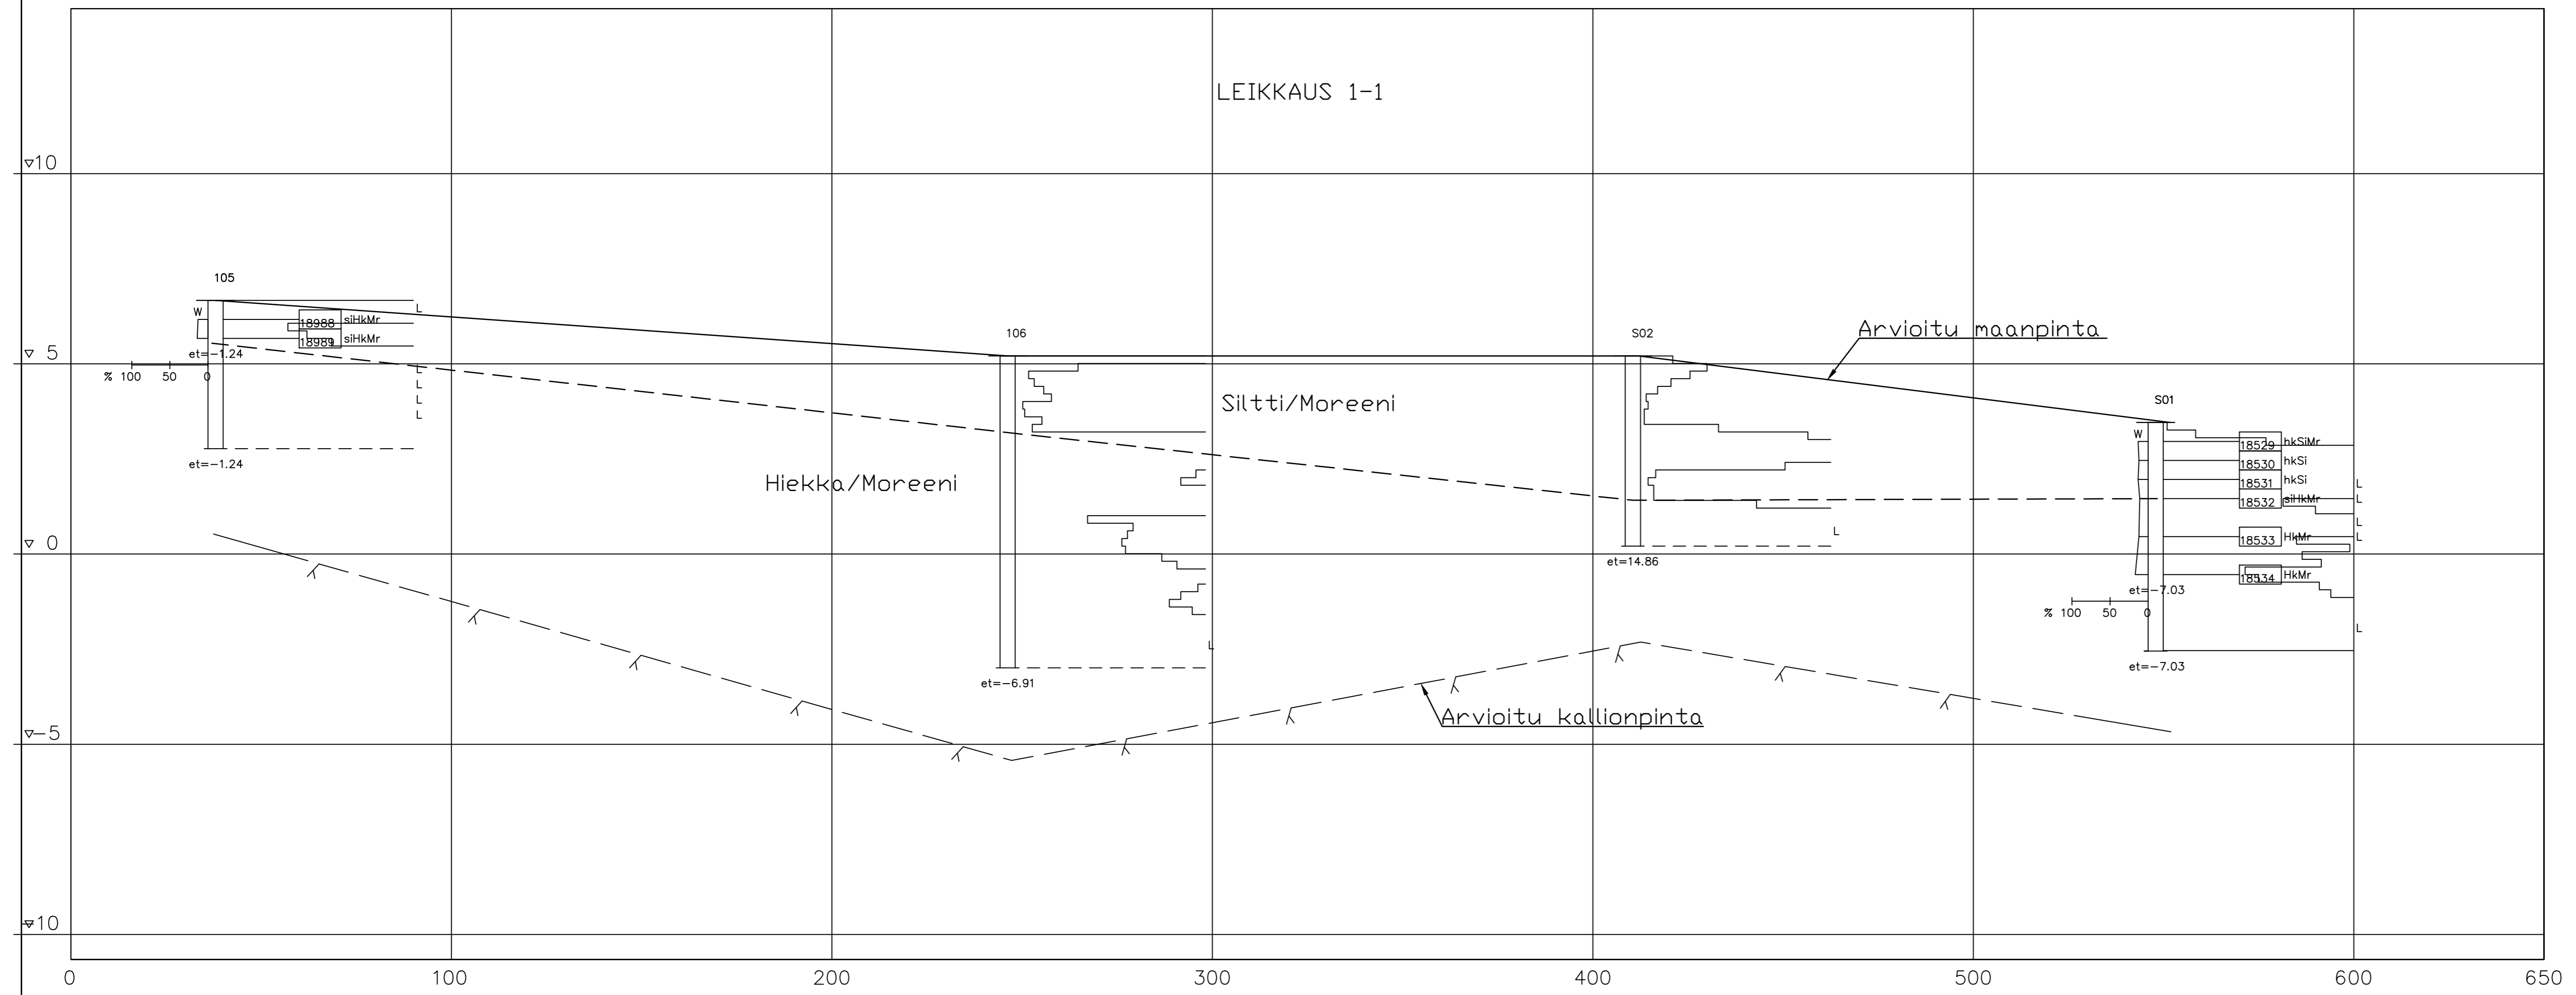 LEIKKAUS 1-1
10
105
W
L
18988 siHkMr
18989 siHkMr
106
S02
Arvioitu maanpinta
5
et=-1.24
% 100 50 0
L
L
L
L
Siltti/Moreeni
S01
W
18529 hkSiMr
18530 hkSi
18531 hkSi
18532 siHkMr
L
L
L
L
et=-1.24
Hiekka/Moreeni
0
L
18533 HkMr
18534 HkMr
et=14.86
et=-7.03
% 100 50 0
L
L
et=-6.91
et=-7.03
Arvioitu kallionpinta
-5
-10
0 100 200 300 400 500 600 650